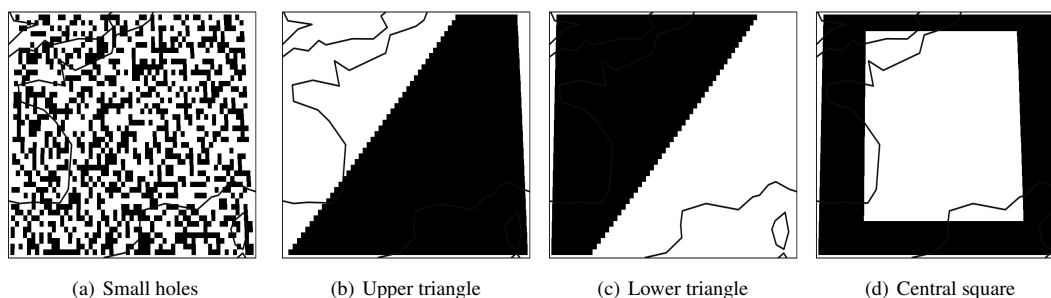 (a) Small holes
(b) Upper triangle
(c) Lower triangle
(d) Central square